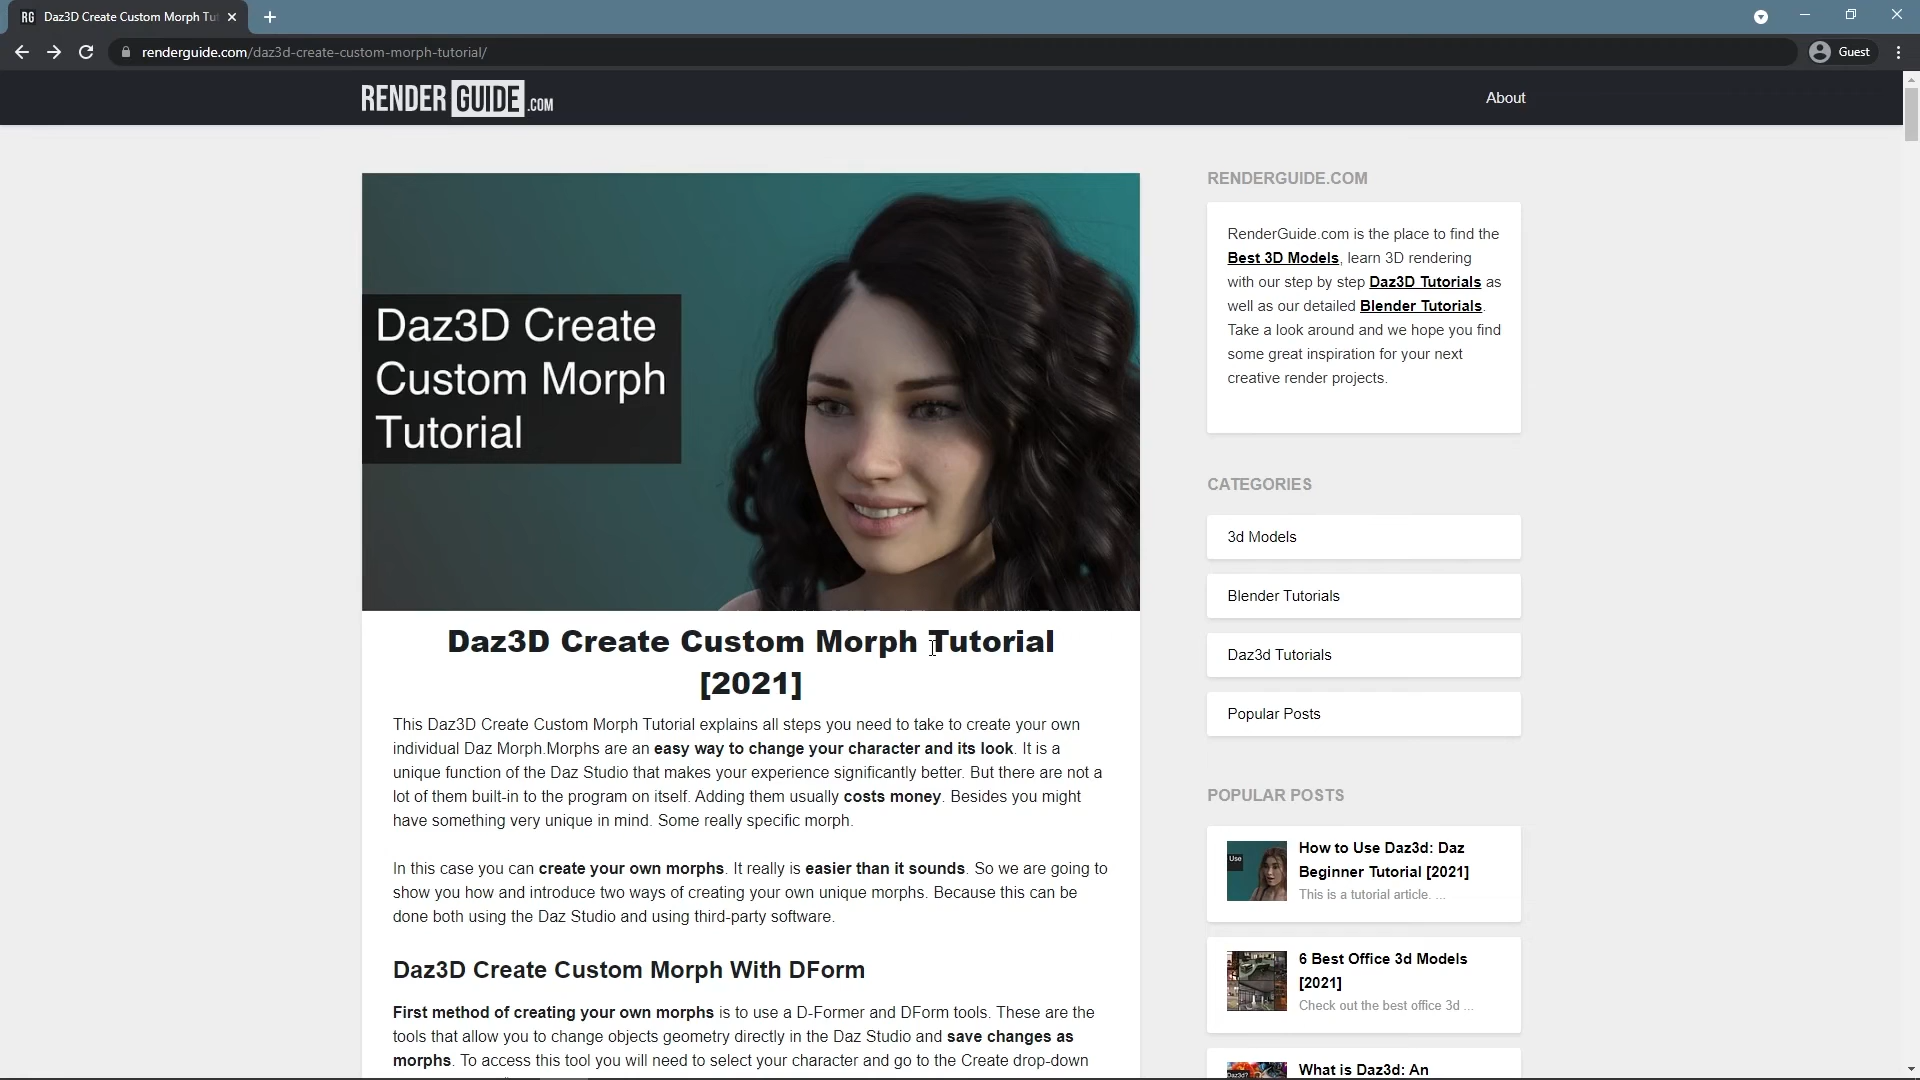 RG Daz3D Create Custom Morph Tut
renderguide.com/daz3d-create-custom-morph-tutorial/
Guest
RENDER GUIDE .COM
About
Daz3D Create
Custom Morph
Tutorial
Daz3D Create Custom Morph Tutorial
[2021]
This Daz3D Create Custom Morph Tutorial explains all steps you need to take to create your own
individual Daz Morph.Morphs are an easy way to change your character and its look. It is a
unique function of the Daz Studio that makes your experience significantly better. But there are not a
lot of them built-in to the program on itself. Adding them usually costs money. Besides you might
have something very unique in mind. Some really specific morph.
In this case you can create your own morphs. It really is easier than it sounds. So we are going to
show you how and introduce two ways of creating your own unique morphs. Because this can be
done both using the Daz Studio and using third-party software.
Daz3D Create Custom Morph With DForm
First method of creating your own morphs is to use a D-Former and DForm tools. These are the
tools that allow you to change objects geometry directly in the Daz Studio and save changes as
morphs. To access this tool you will need to select your character and go to the Create drop-down
RENDERGUIDE.COM
RenderGuide.com is the place to find the
Best 3D Models, learn 3D rendering
with our step by step Daz3D Tutorials as
well as our detailed Blender Tutorials.
Take a look around and we hope you find
some great inspiration for your next
creative render projects.
CATEGORIES
3d Models
Blender Tutorials
Daz3d Tutorials
Popular Posts
POPULAR POSTS
Use
How to Use Daz3d: Daz
Beginner Tutorial [2021]
This is a tutorial article. ...
6 Best Office 3d Models
[2021]
Check out the best office 3d ...
Daz3d?
What is Daz3d: An